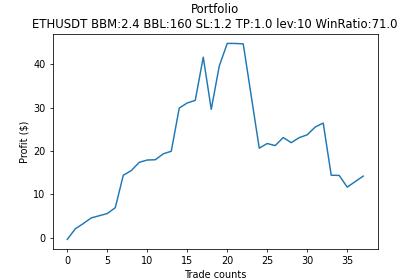 Portfolio
ETHUSDT BBM:2.4 BBL:160 SL:1.2 TP:1.0 lev:10 WinRatio:71.0
Profit ($)
40
30
20
10
0
0 5 10 15 20 25 30 35
Trade counts